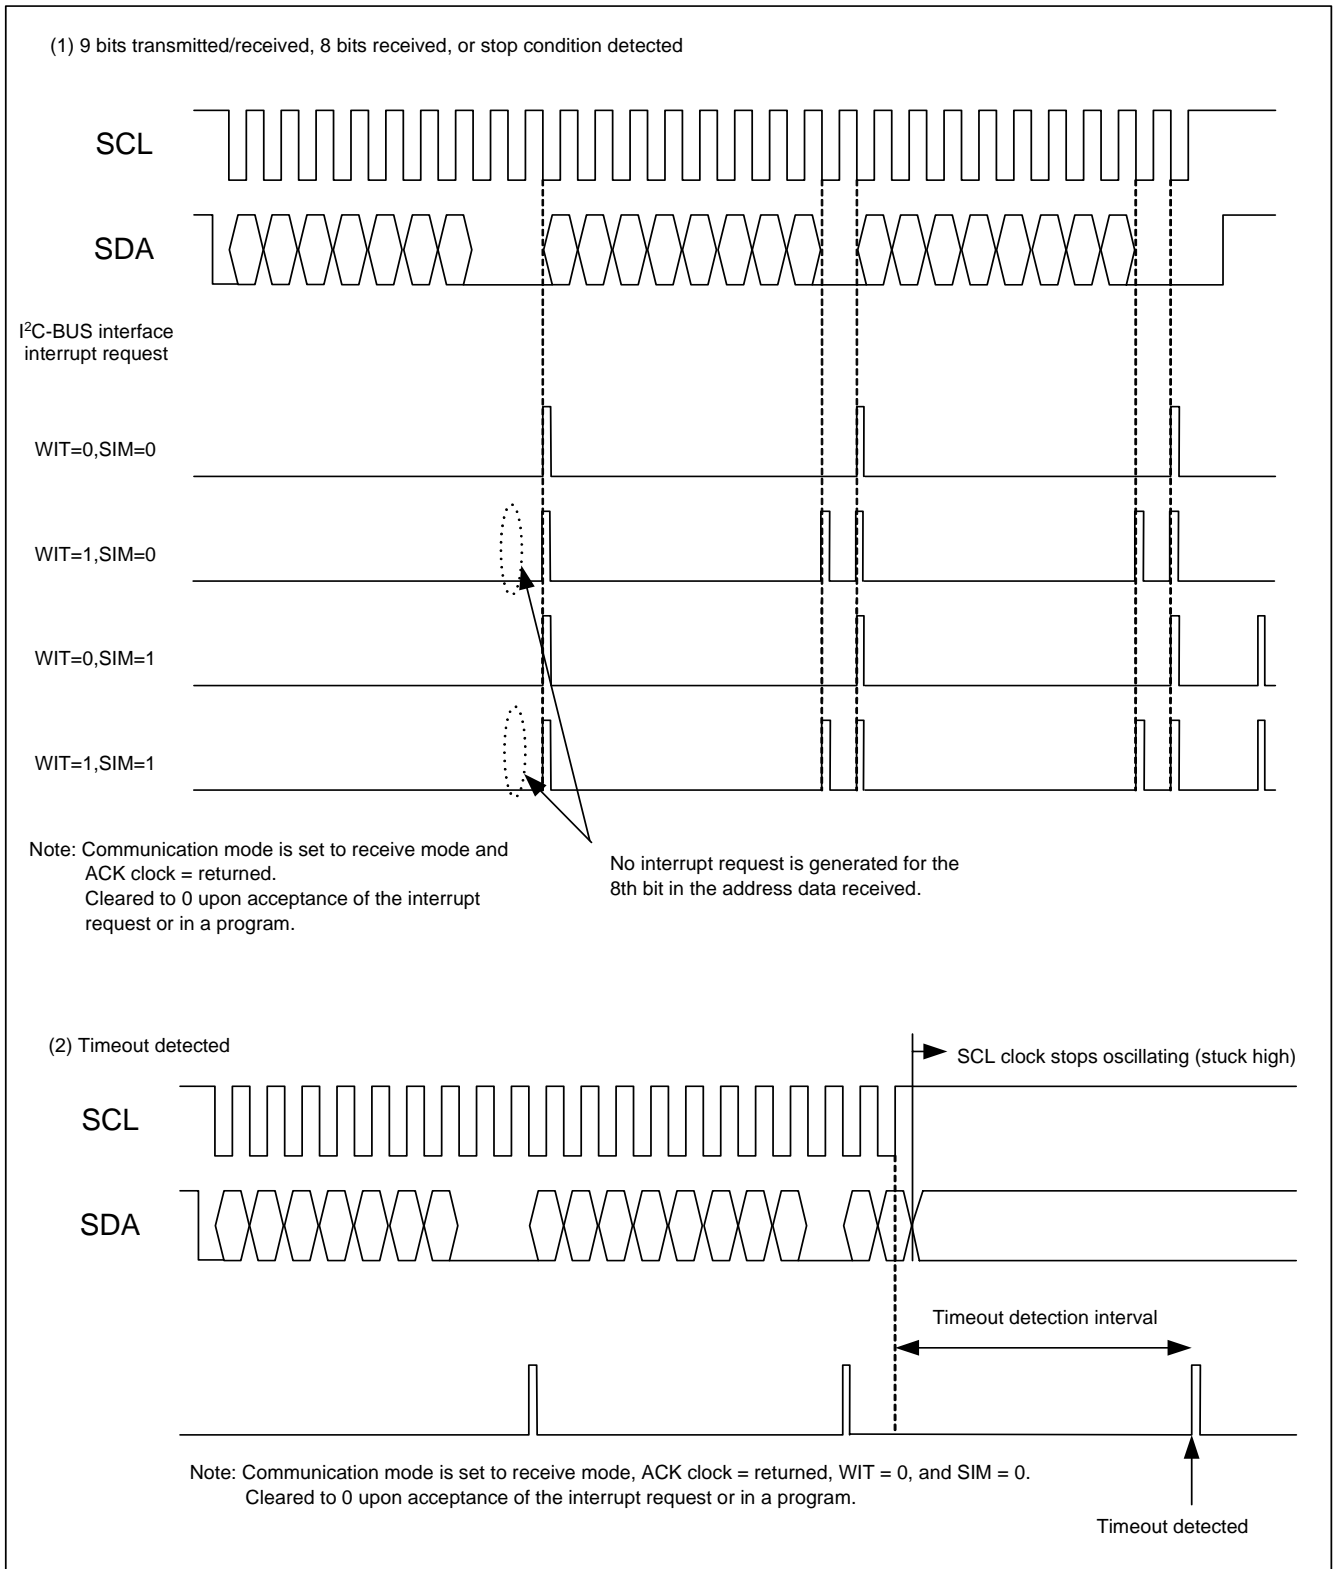 (1) 9 bits transmitted/received, 8 bits received, or stop condition detected
SCL
SDA
I²C-BUS interface
interrupt request
WIT=0,SIM=0
WIT=1,SIM=0
WIT=0,SIM=1
WIT=1,SIM=1
Note: Communication mode is set to receive mode and
ACK clock = returned.
Cleared to 0 upon acceptance of the interrupt
request or in a program.
No interrupt request is generated for the
8th bit in the address data received.
(2) Timeout detected
SCL clock stops oscillating (stuck high)
SCL
SDA
Timeout detection interval
Note: Communication mode is set to receive mode, ACK clock = returned, WIT = 0, and SIM = 0.
Cleared to 0 upon acceptance of the interrupt request or in a program.
Timeout detected